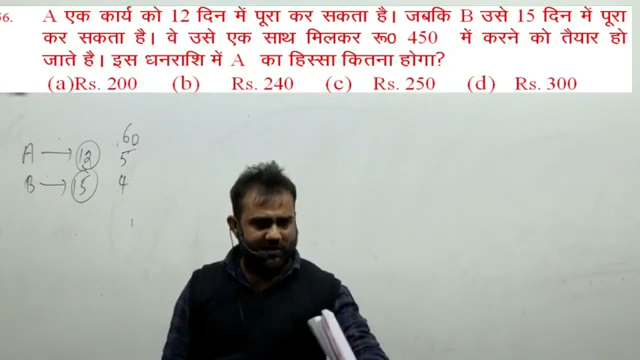 56. A एक कार्य को 12 दिन में पूरा कर सकता है। जबकि B उसे 15 दिन में पूरा
कर सकता है। वे उसे एक साथ मिलकर रू0 450 में करने को तैयार हो
जाते है। इस धनराशि में A का हिस्सा कितना होगा?
(a)Rs. 200 (b) Rs. 240 (c) Rs. 250 (d) Rs. 300
60
A → 12 5
B → 15 4